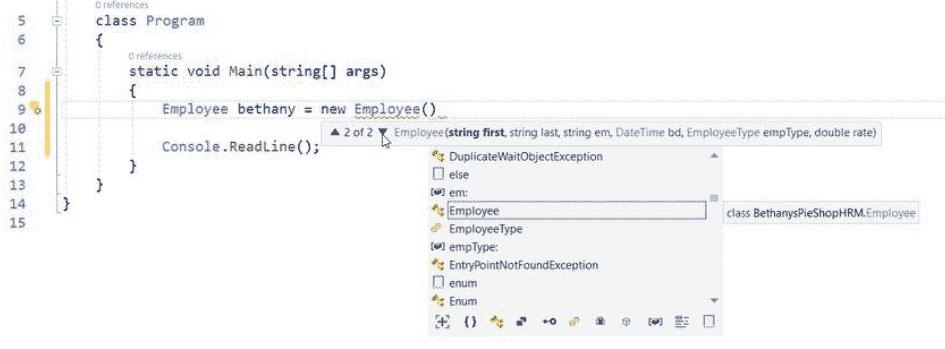 0 references
5 class Program
6 {
0 references
7 static void Main(string[] args)
8 {
9 Employee bethany = new Employee()
▲ 2 of 2 ▼ Employee(string first, string last, string em, DateTime bd, EmployeeType empType, double rate)
10
11 Console.ReadLine();
12 }
13 }
14 }
15
DuplicateWaitObjectException
else
em:
Employee
class BethanysPieShopHRM.Employee
EmployeeType
empType:
EntryPointNotFoundException
enum
Enum